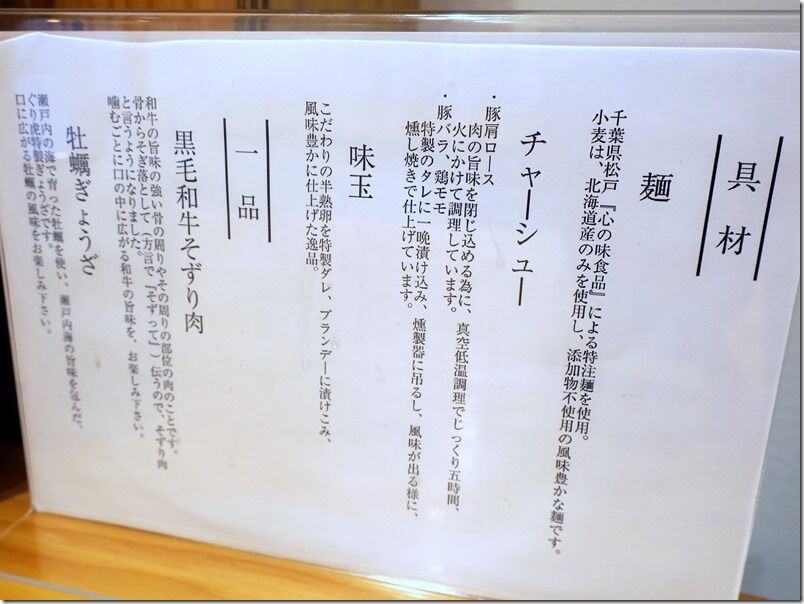 具材
麺
千葉県松戸『心の味食品』による特注麺を使用。
小麦は、北海道産のみを使用し、添加物不使用の風味豊かな麺です。
チャーシュー
・豚肩ロース
肉の旨味を閉じ込める為に、真空低温調理でじっくり五時間、
火にかけて調理しています。
・豚バラ、鶏モモ
特製のタレに一晩漬け込み、燻製器に吊るし、風味が出る様に、
燻し焼きで仕上げています。
味玉
こだわりの半熟卵を特製ダレ、ブランデーに漬けこみ、
風味豊かに仕上げた逸品。
一品
黒毛和牛そずり肉
和牛の旨味の強い骨の周りやその周りの部位の肉のことです。
骨からそぎ落として(方言で『そずって』)伝うので、そずり肉
と言うようになりました。
噛むごとに口の中に広がる和牛の旨味を、お楽しみ下さい。
牡蠣ぎょうざ
瀬戸内の海で育った牡蠣を使い、瀬戸内海の旨味を包んだ、
ぐり虎特製ぎょうざです。
口に広がる牡蠣の風味をお楽しみ下さい。